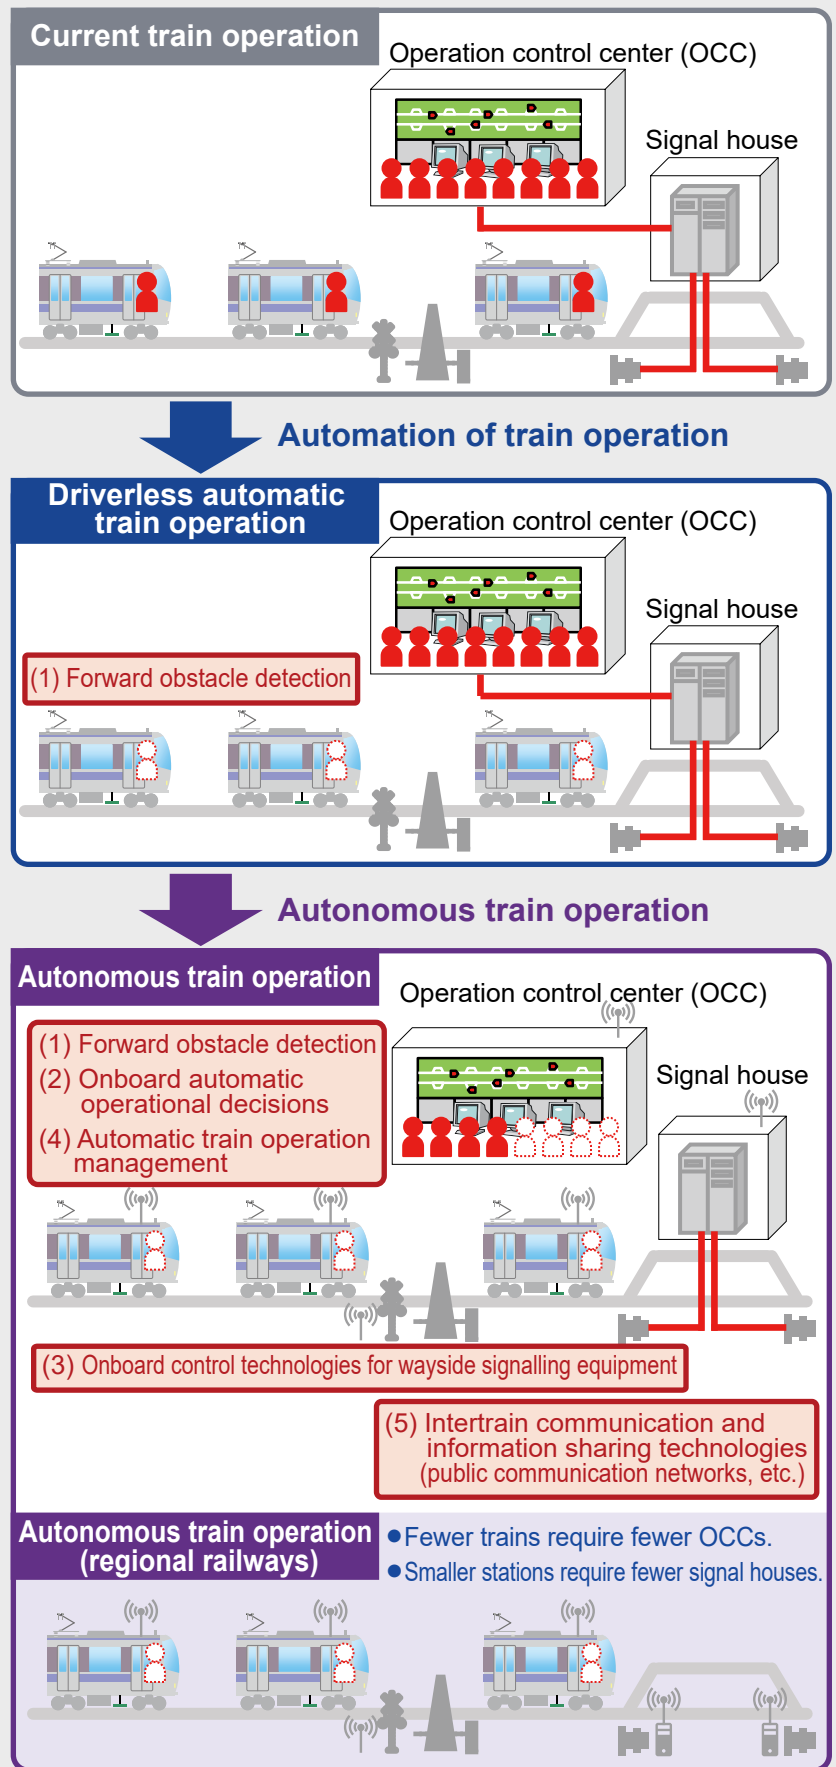 Current train operation
Operation control center (OCC)
Signal house
Automation of train operation
Driverless automatic
train operation
Operation control center (OCC)
Signal house
(1) Forward obstacle detection
Autonomous train operation
Autonomous train operation
Operation control center (OCC)
(1) Forward obstacle detection
(2) Onboard automatic
operational decisions
(4) Automatic train operation
management
Signal house
(3) Onboard control technologies for wayside signalling equipment
(5) Intertrain communication and
information sharing technologies
(public communication networks, etc.)
Autonomous train operation
(regional railways)
●Fewer trains require fewer OCCs.
●Smaller stations require fewer signal houses.